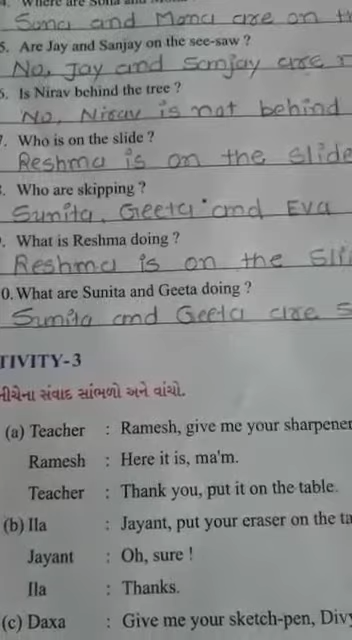 Where are Sona and
Sona and Mona are on
5. Are Jay and Sanjay on the see-saw ?
No, Jay and Sanjay are
6. Is Nirav behind the tree ?
No, Nirav is not behind
7. Who is on the slide ?
Reshma is on the slide
8. Who are skipping ?
Sunita, Geeta and Eva
9. What is Reshma doing ?
Reshma is on the Sli
10. What are Sunita and Geeta doing ?
Sunita and Geeta are S
TIVITY-3
નીચેના સંવાદ સાંભળો અને વાંચો.
(a) Teacher : Ramesh, give me your sharpener
Ramesh : Here it is, ma'm.
Teacher : Thank you, put it on the table.
(b) Ila : Jayant, put your eraser on the ta
Jayant : Oh, sure !
Ila : Thanks.
(c) Daxa : Give me your sketch-pen, Divy